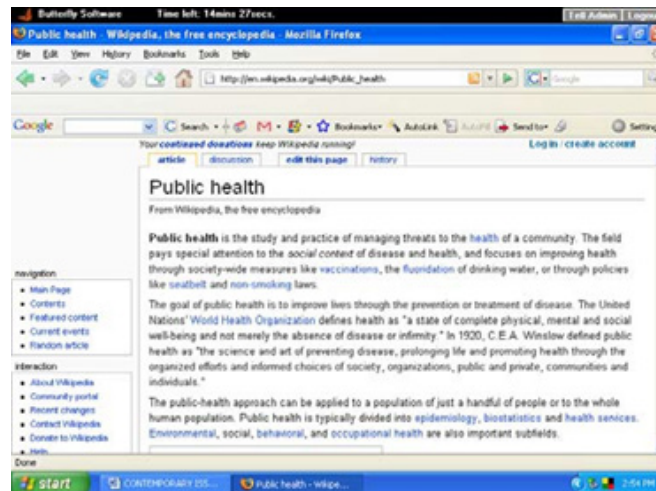 Butterfly Software Time left: 14mins 27secs. Tell Admin Logou
Public health - Wikipedia, the free encyclopedia - Mozilla Firefox
File Edit View History Bookmarks Tools Help
http://en.wikipedia.org/wiki/Public_health Google
Google Search Bookmarks AutoLink AutoFill Send to Setting
Your continued donations keep Wikipedia running! Log in / create account
article discussion edit this page history
Public health
From Wikipedia, the free encyclopedia
Public health is the study and practice of managing threats to the health of a community. The field
pays special attention to the social context of disease and health, and focuses on improving health
through society-wide measures like vaccinations, the fluoridation of drinking water, or through policies
like seatbelt and non-smoking laws.
The goal of public health is to improve lives through the prevention or treatment of disease. The United
Nations' World Health Organization defines health as "a state of complete physical, mental and social
well-being and not merely the absence of disease or infirmity." In 1920, C.E.A. Winslow defined public
health as "the science and art of preventing disease, prolonging life and promoting health through the
organized efforts and informed choices of society, organizations, public and private, communities and
individuals."
The public-health approach can be applied to a population of just a handful of people or to the whole
human population. Public health is typically divided into epidemiology, biostatistics and health services.
Environmental, social, behavioral, and occupational health are also important subfields.
navigation
Main Page
Contents
Featured content
Current events
Random article
interaction
About Wikipedia
Community portal
Recent changes
Contact Wikipedia
Donate to Wikipedia
Help
Done
start CONTEMPORARY ISS... Public health - Wikipe... 2:54 PM